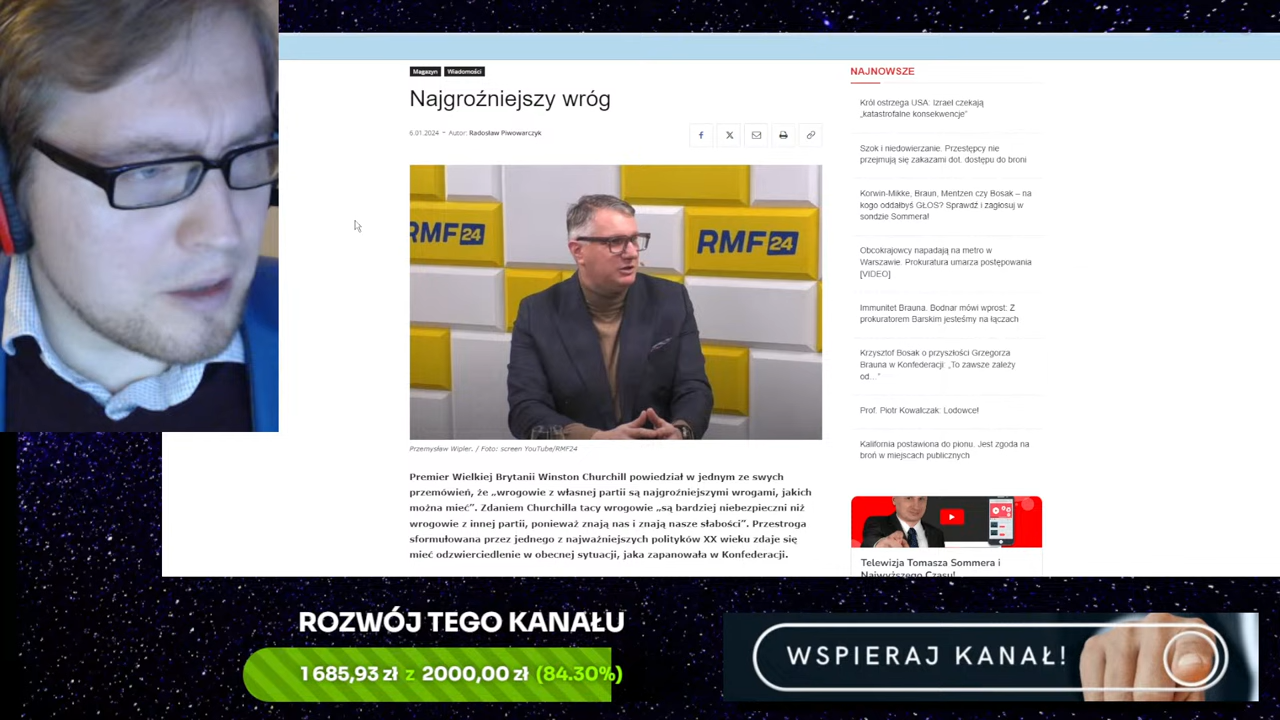 Magazyn Wiadomości
Najgroźniejszy wróg
6.01.2024 - Autor: Radosław Piwowarczyk
RMF24
RMF24
Przemysław Wipler. / Foto: screen YouTube/RMF24
Premier Wielkiej Brytanii Winston Churchill powiedział w jednym ze swych
przemówień, że „wrogowie z własnej partii są najgroźniejszymi wrogami, jakich
można mieć”. Zdaniem Churchilla tacy wrogowie „są bardziej niebezpieczni niż
wrogowie z innej partii, ponieważ znają nas i znają nasze słabości”. Przestroga
sformułowana przez jednego z najważniejszych polityków XX wieku zdaje się
mieć odzwierciedlenie w obecnej sytuacji, jaka zapanowała w Konfederacji.
NAJNOWSZE
Król ostrzega USA. Izrael czekają
„katastrofalne konsekwencje”
Szok i niedowierzanie. Przestępcy nie
przejmują się zakazami dot. dostępu do broni
Korwin-Mikke, Braun, Mentzen czy Bosak – na
kogo oddałbyś GŁOS? Sprawdź i zagłosuj w
sondzie Sommera!
Obcokrajowcy napadają na metro w
Warszawie. Prokuratura umarza postępowania
[VIDEO]
Immunitet Brauna. Bodnar mówi wprost: Z
prokuratorem Barskim jesteśmy na łączach
Krzysztof Bosak o przyszłości Grzegorza
Brauna w Konfederacji: „To zawsze zależy
od…”
Prof. Piotr Kowalczak: Lodowce!
Kalifornia postawiona do pionu. Jest zgoda na
broń w miejscach publicznych
Telewizja Tomasza Sommera i
Najwyższego Czasu!
ROZWÓJ TEGO KANAŁU
1 685,93 zł z 2000,00 zł (84.30%)
WSPIERAJ KANAŁ!